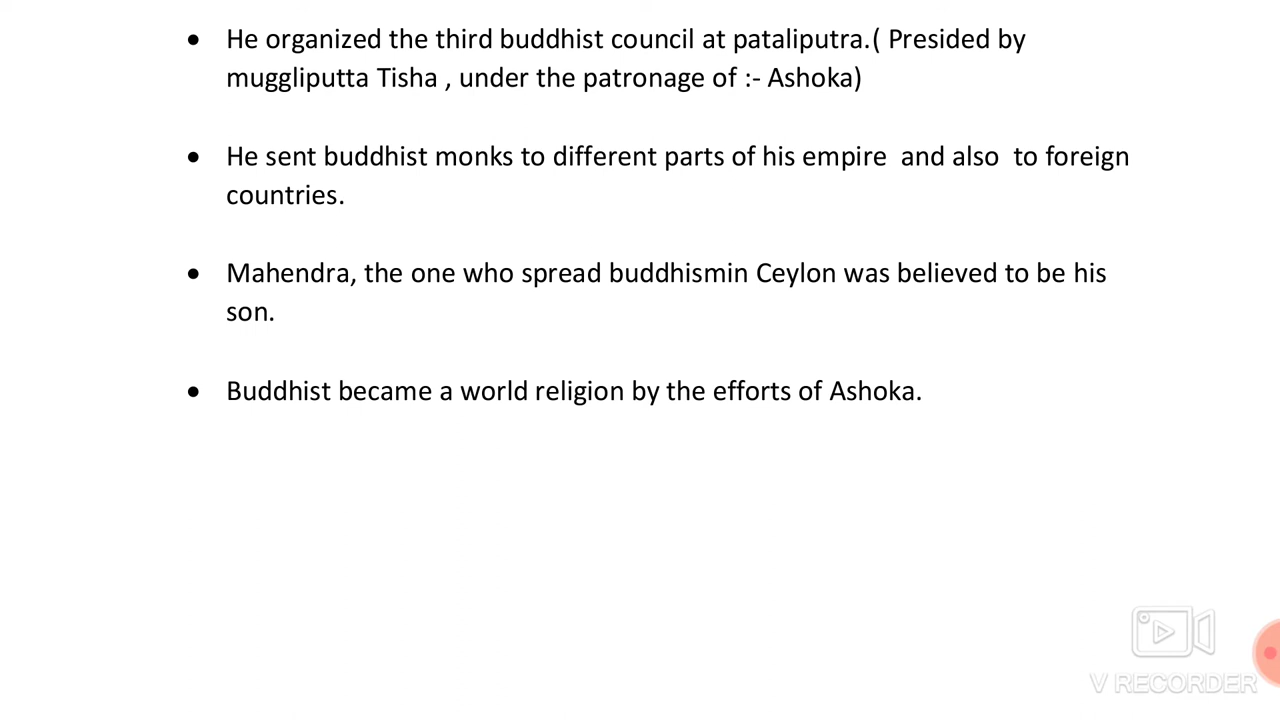 • He organized the third buddhist council at pataliputra.( Presided by
muggliputta Tisha , under the patronage of :- Ashoka)
• He sent buddhist monks to different parts of his empire  and also  to foreign
countries.
• Mahendra, the one who spread buddhismin Ceylon was believed to be his
son.
• Buddhist became a world religion by the efforts of Ashoka.
V RECORDER